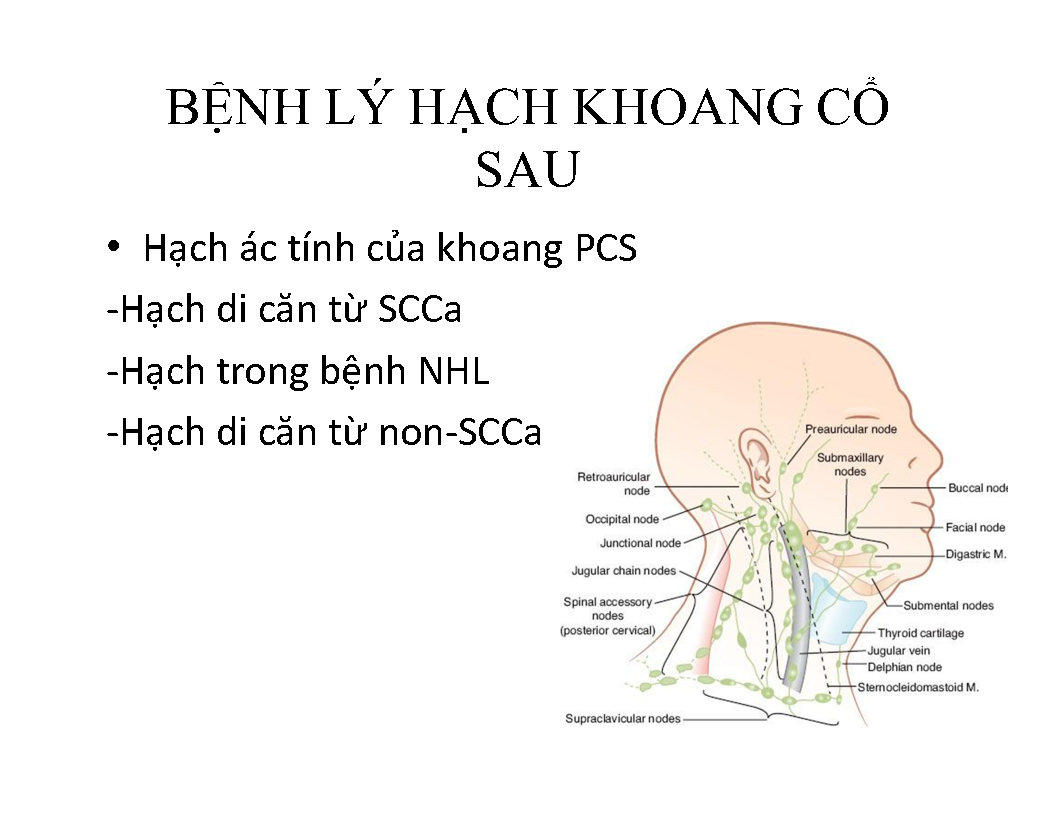 BỆNH LÝ HẠCH KHOANG CỔ
SAU
• Hạch ác tính của khoang PCS
-Hạch di căn từ SCCa
-Hạch trong bệnh NHL
-Hạch di căn từ non-SCCa
Preauricular node
Submaxillary
nodes
Retroauricular
node
Buccal node
Occipital node
Facial node
Junctional node
Digastric M.
Jugular chain nodes
Spinal accessory
nodes
(posterior cervical)
Submental nodes
Thyroid cartilage
Jugular vein
Delphian node
Sternocleidomastoid M.
Supraclavicular nodes